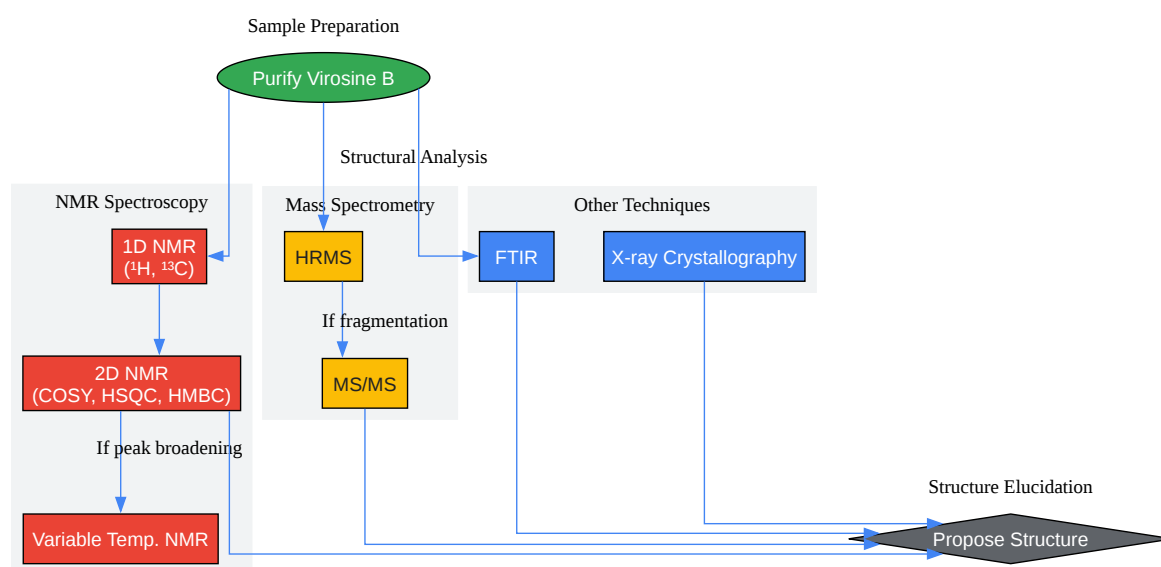 Sample Preparation
Purify Virosine B
Structural Analysis
NMR Spectroscopy
Mass Spectrometry
Other Techniques
1D NMR
(¹H, ¹³C)
HRMS
FTIR
X-ray Crystallography
If fragmentation
2D NMR
(COSY, HSQC, HMBC)
MS/MS
If peak broadening
Variable Temp. NMR
Structure Elucidation
Propose Structure